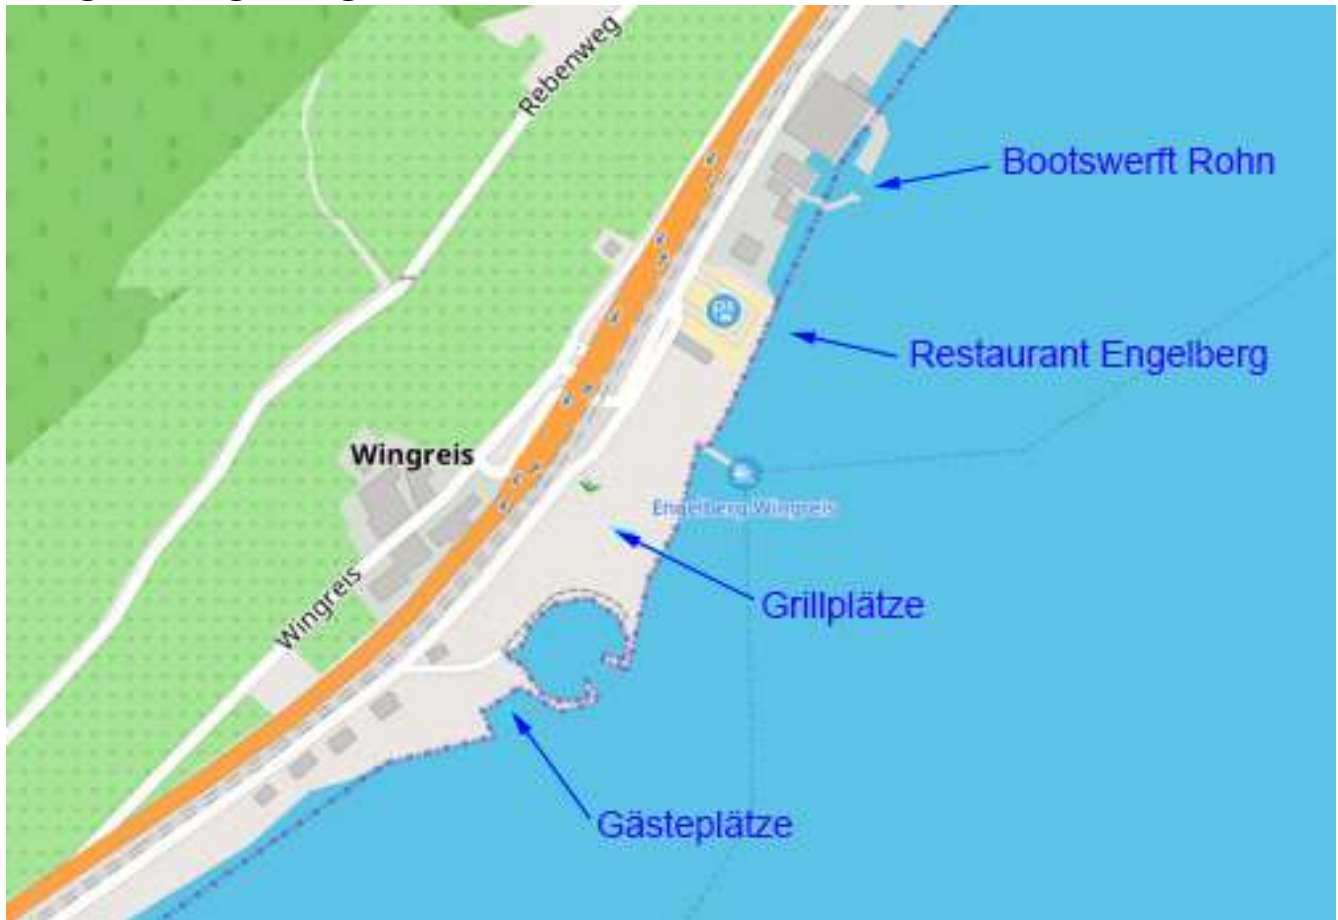 Rebenweg
Bootswerft Rohn
Restaurant Engelberg
Wingreis
Engelberg Wingreis
Wingreis
Grillplätze
Gästeplätze